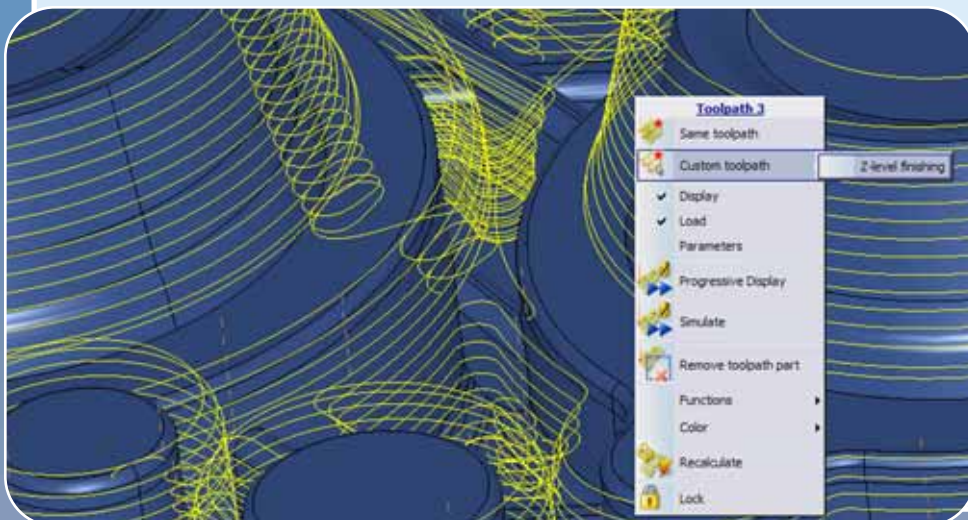 Toolpath 3
Same toolpath
Custom toolpath
Z-level finishing
Display
Load
Parameters
Progressive Display
Simulate
Remove toolpath part
Functions
Color
Recalculate
Lock